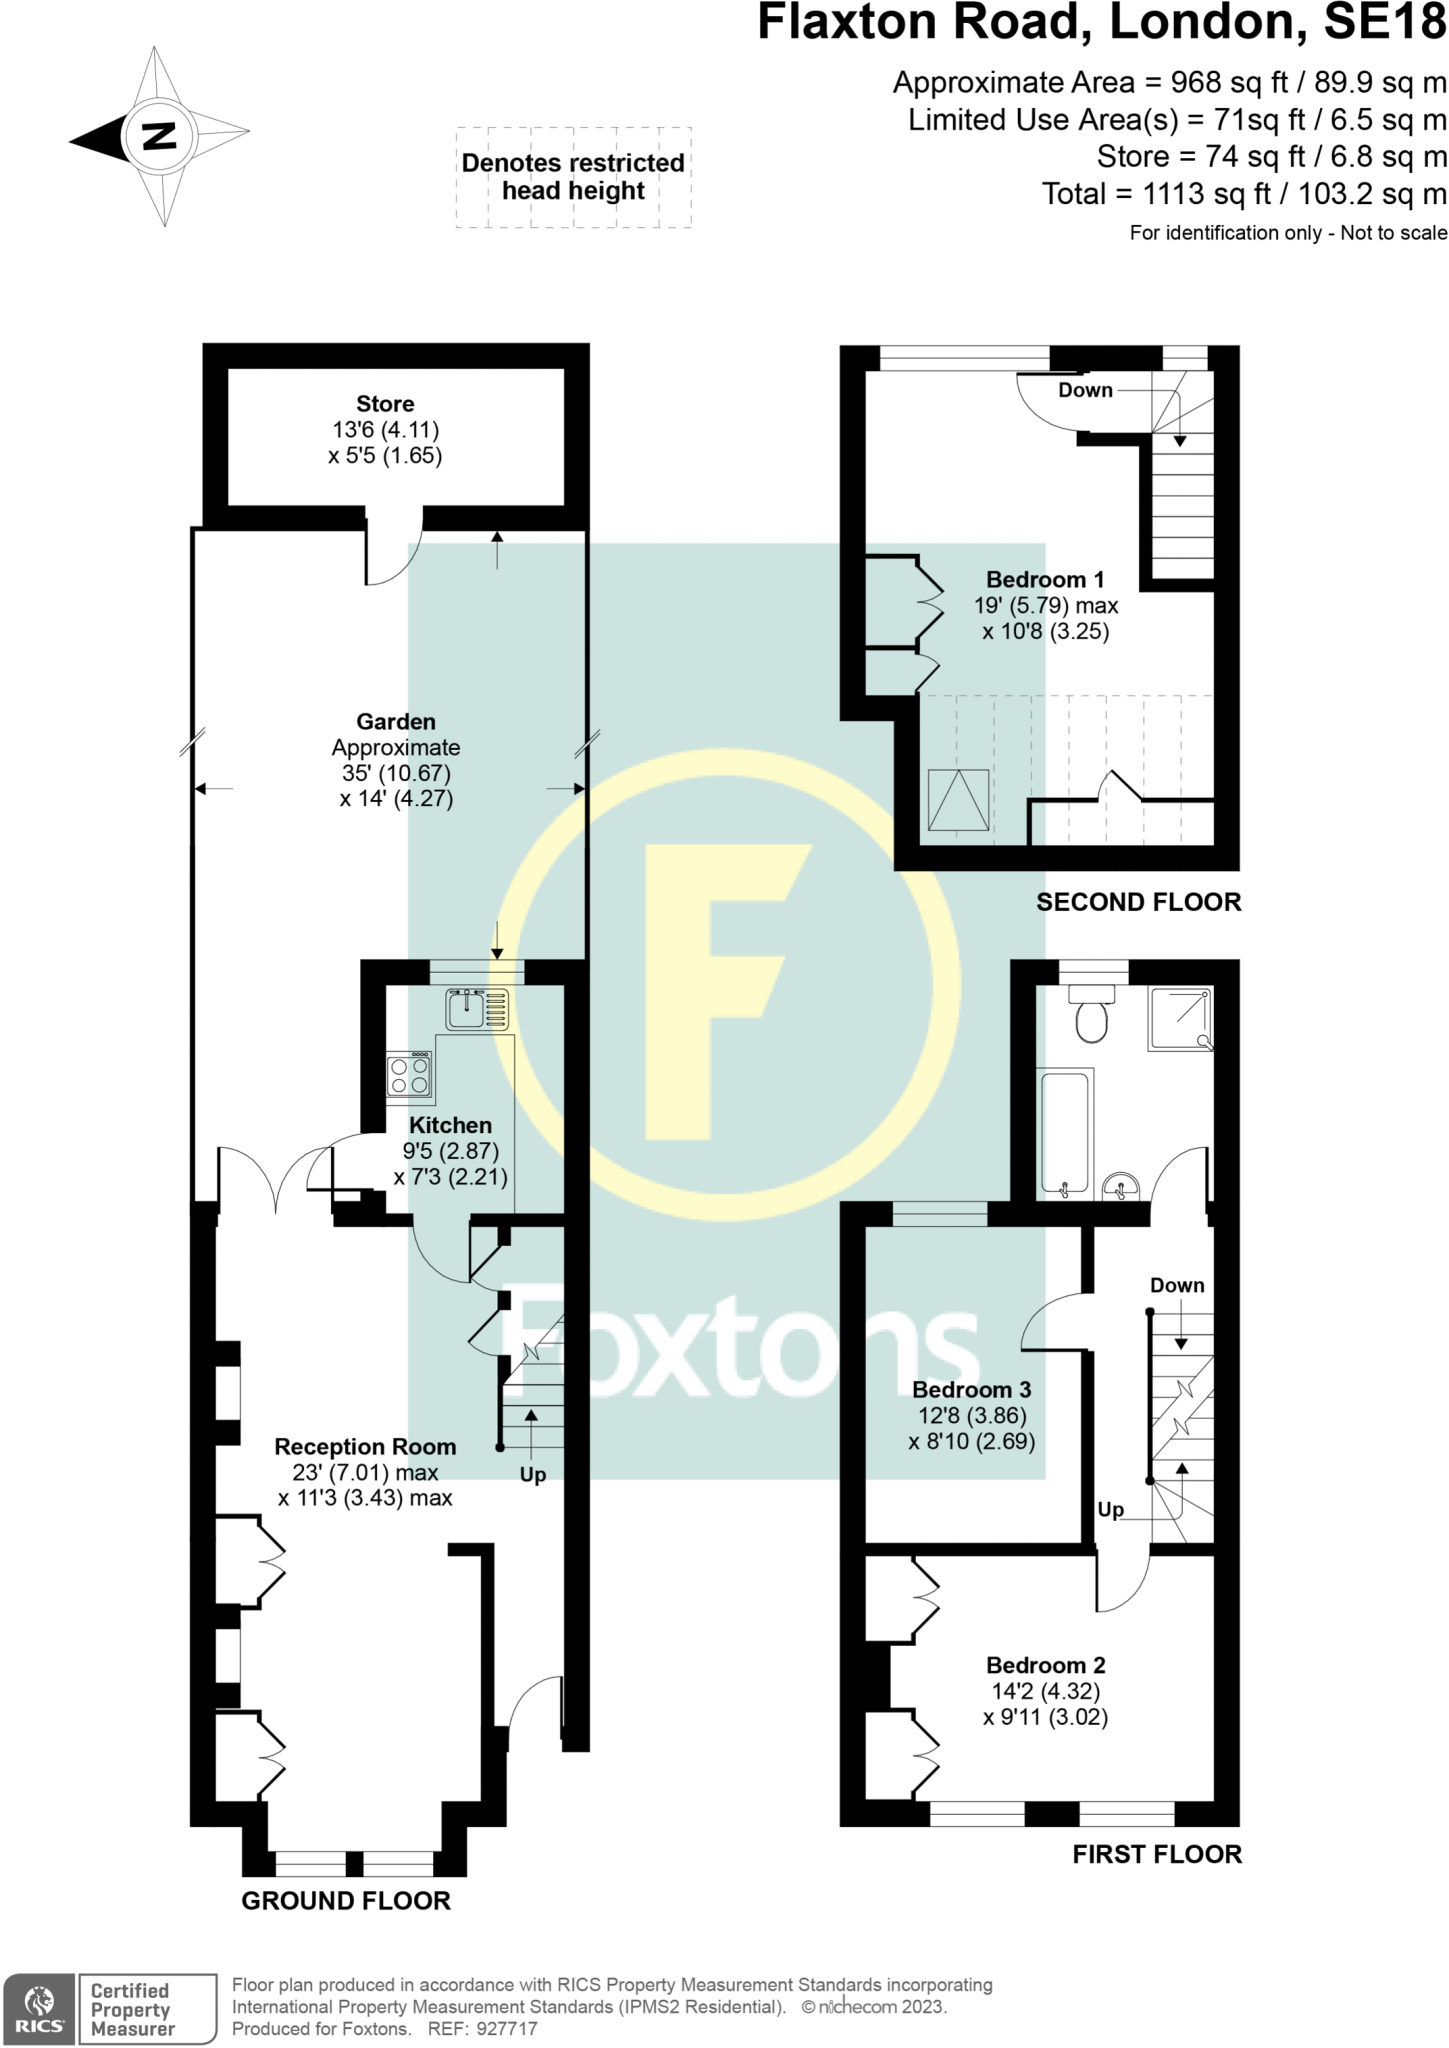 Flaxton Road, London, SE18
Approximate Area = 968 sq ft / 89.9 sq m
Limited Use Area(s) = 71sq ft / 6.5 sq m
Store = 74 sq ft / 6.8 sq m
Total = 1113 sq ft / 103.2 sq m
For identification only - Not to scale
N
Denotes restricted
head height
Store
13'6 (4.11)
x 5'5 (1.65)
Garden
Approximate
35' (10.67)
x 14' (4.27)
Kitchen
9'5 (2.87)
x 7'3 (2.21)
Reception Room
23' (7.01) max
x 11'3 (3.43) max
Up
GROUND FLOOR
Down
Bedroom 1
19' (5.79) max
x 10'8 (3.25)
SECOND FLOOR
Down
Bedroom 3
12'8 (3.86)
x 8'10 (2.69)
Up
Bedroom 2
14'2 (4.32)
x 9'11 (3.02)
FIRST FLOOR
F
Foxtons
RICS
Certified
Property
Measurer
Floor plan produced in accordance with RICS Property Measurement Standards incorporating
International Property Measurement Standards (IPMS2 Residential). © nichecom 2023.
Produced for Foxtons. REF: 927717